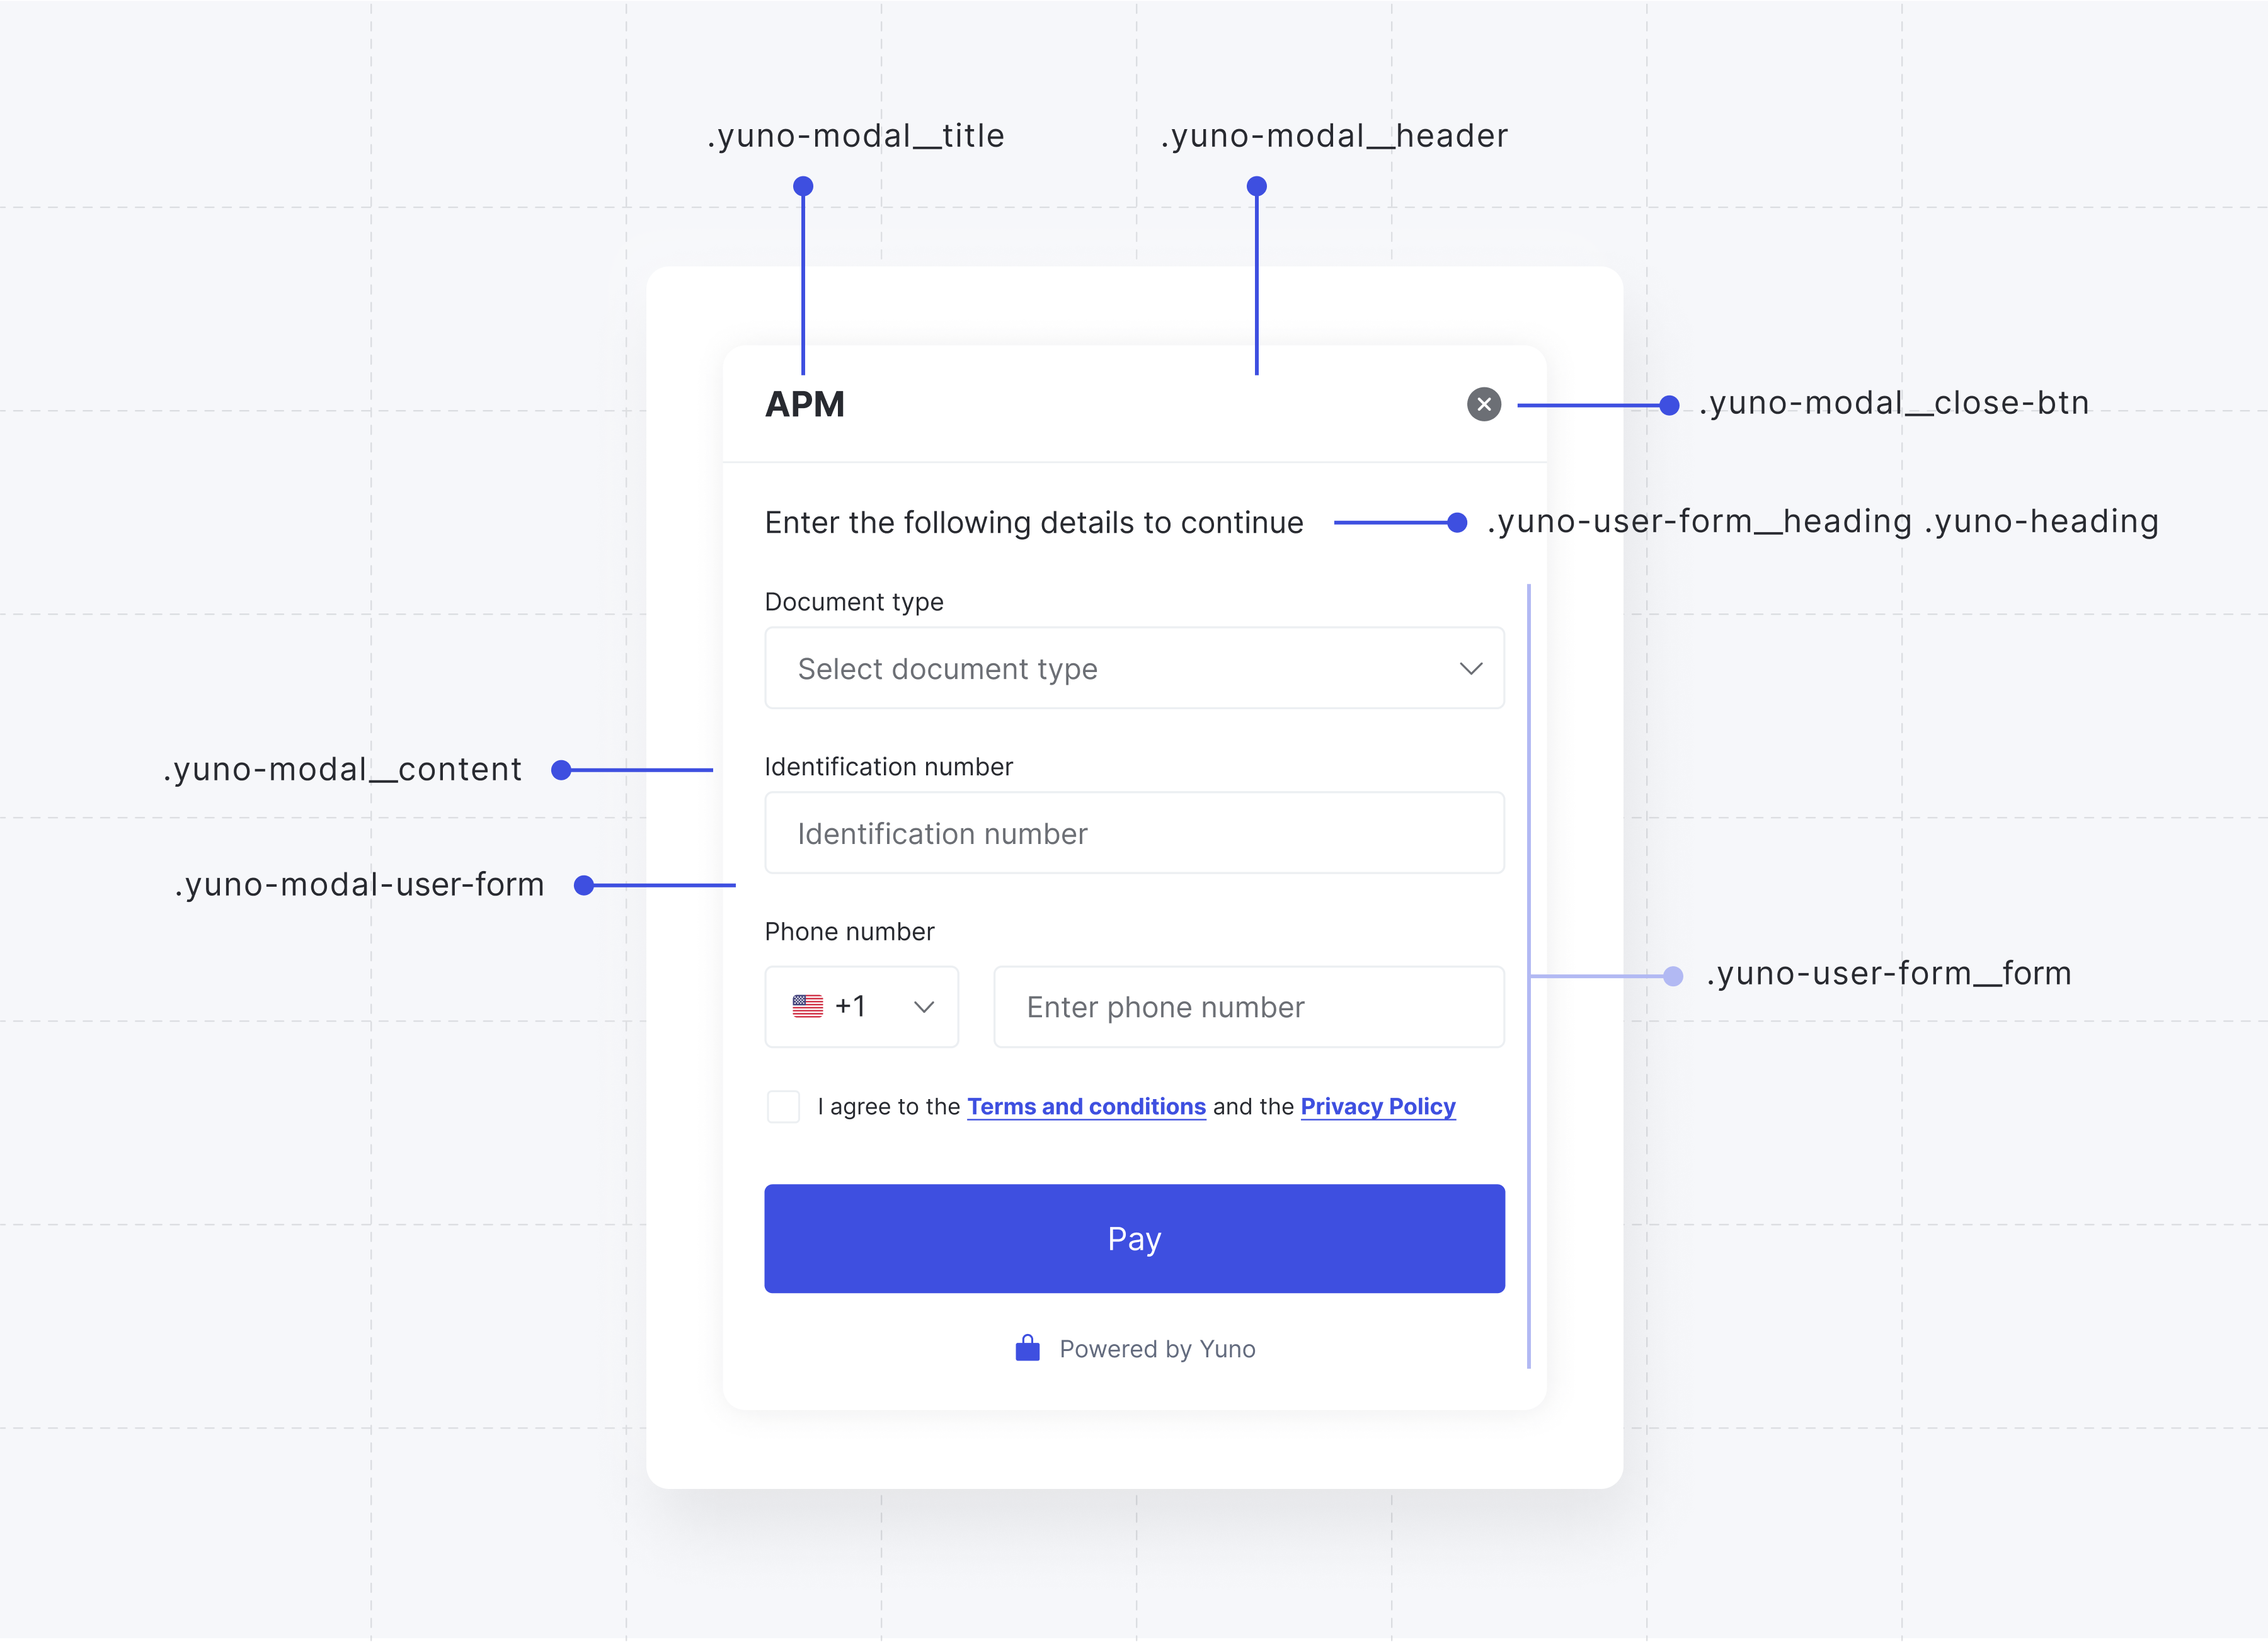 .yuno-modal__title
.yuno-modal__header
APM
.yuno-modal__close-btn
Enter the following details to continue
.yuno-user-form__heading .yuno-heading
Document type
Select document type
.yuno-modal__content
Identification number
Identification number
.yuno-modal-user-form
Phone number
.yuno-user-form__form
+1
Enter phone number
I agree to the Terms and conditions and the Privacy Policy
Pay
Powered by Yuno